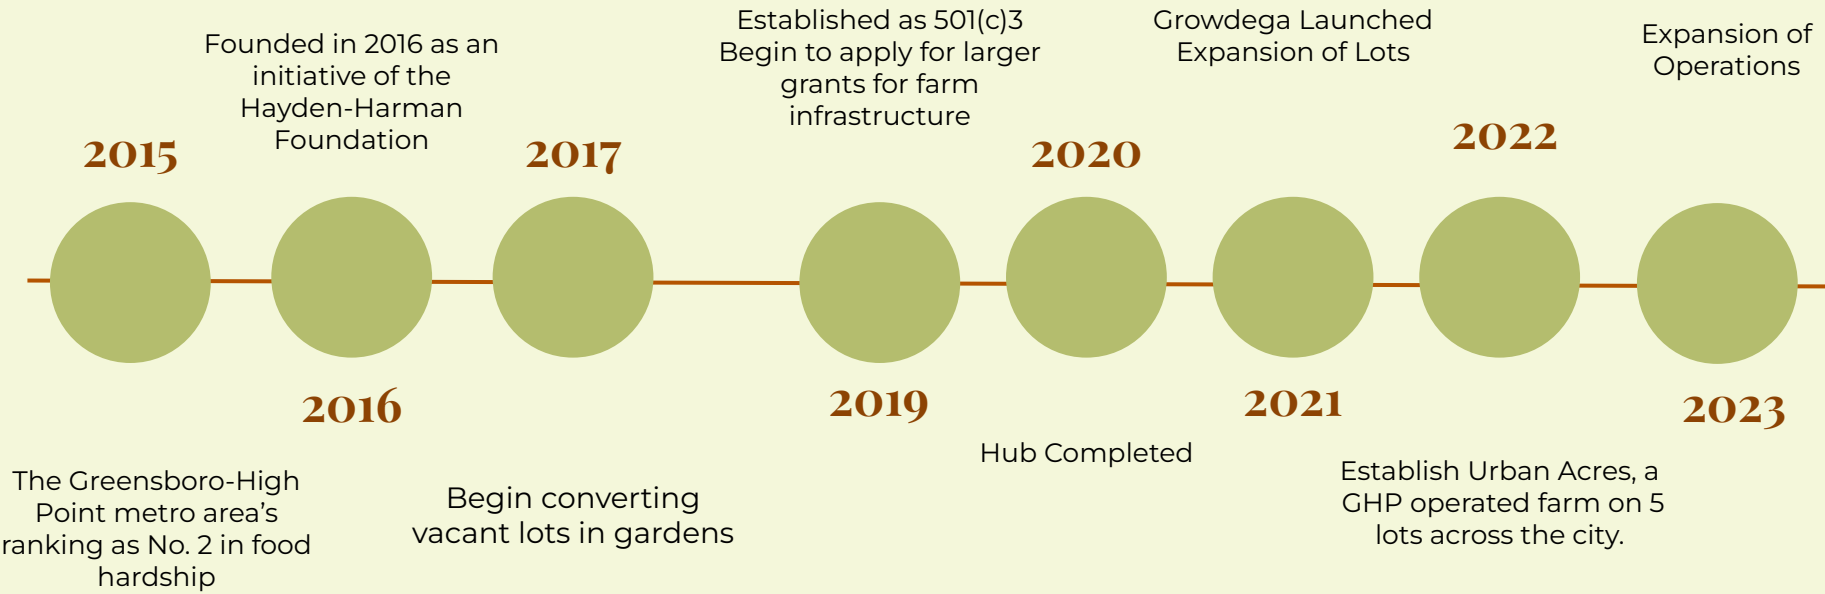 2015
The Greensboro-High
Point metro area’s
ranking as No. 2 in food
hardship
Founded in 2016 as an
initiative of the
Hayden-Harman
Foundation
2016
2017
Begin converting
vacant lots in gardens
Established as 501(c)3
Begin to apply for larger
grants for farm
infrastructure
2019
2020
Hub Completed
Growdega Launched
Expansion of Lots
2021
2022
Establish Urban Acres, a
GHP operated farm on 5
lots across the city.
Expansion of
Operations
2023